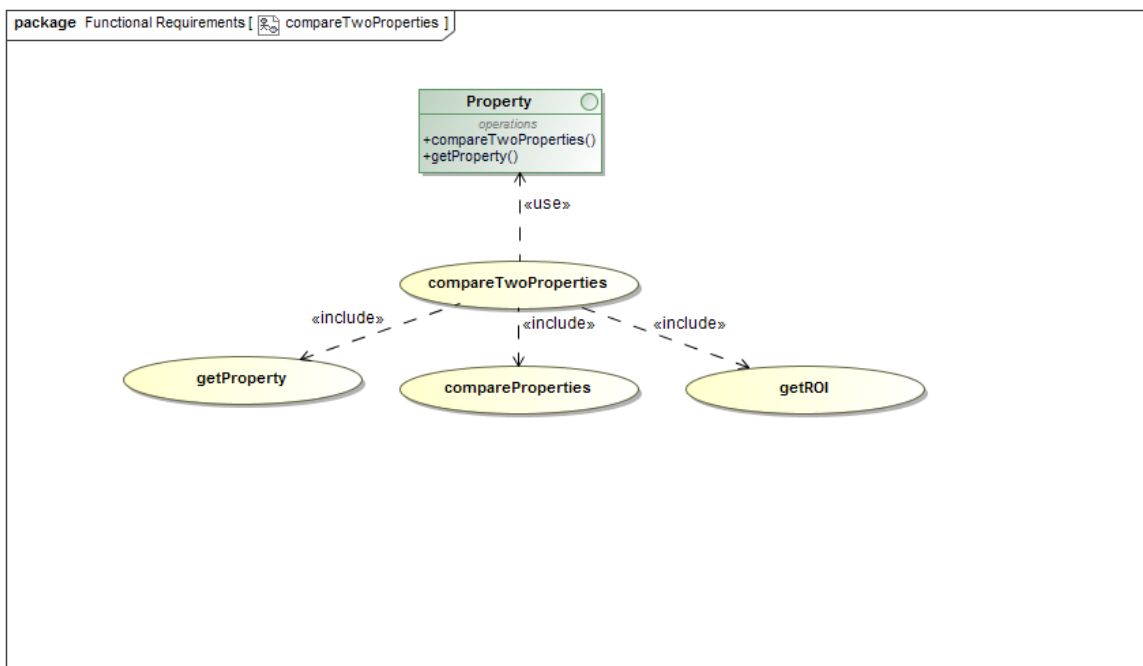 package Functional Requirements [ compareTwoProperties ]
Property
operations
+compareTwoProperties()
+getProperty()
«use»
compareTwoProperties
«include»
«include»
«include»
getProperty
compareProperties
getROI